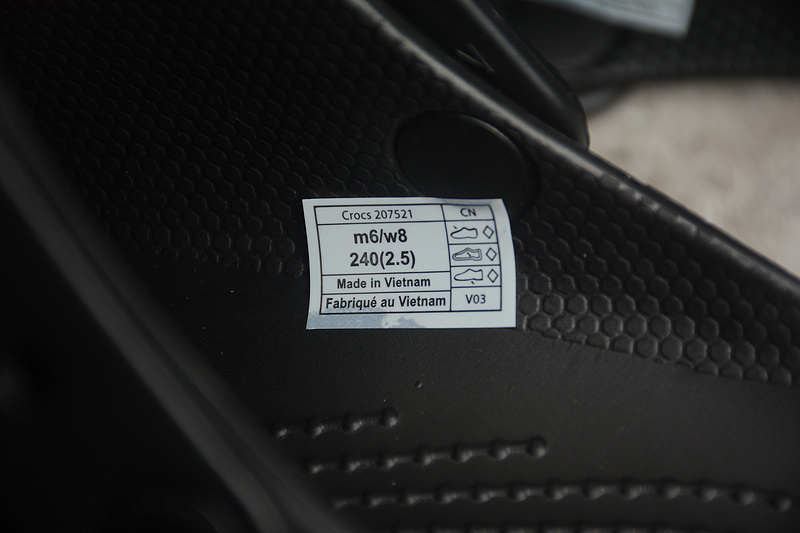 Crocs 207521
CN
m6/w8
240(2.5)
Made in Vietnam
Fabriqué au Vietnam
V03